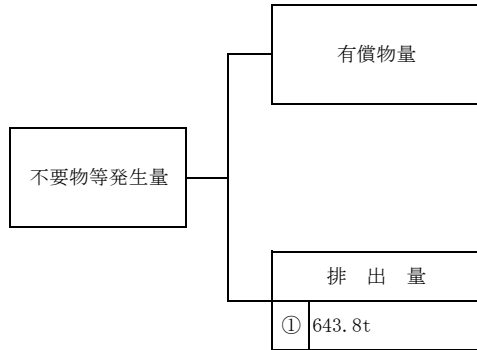 有償物量
不要物等発生量
排 出 量
① 643.8t